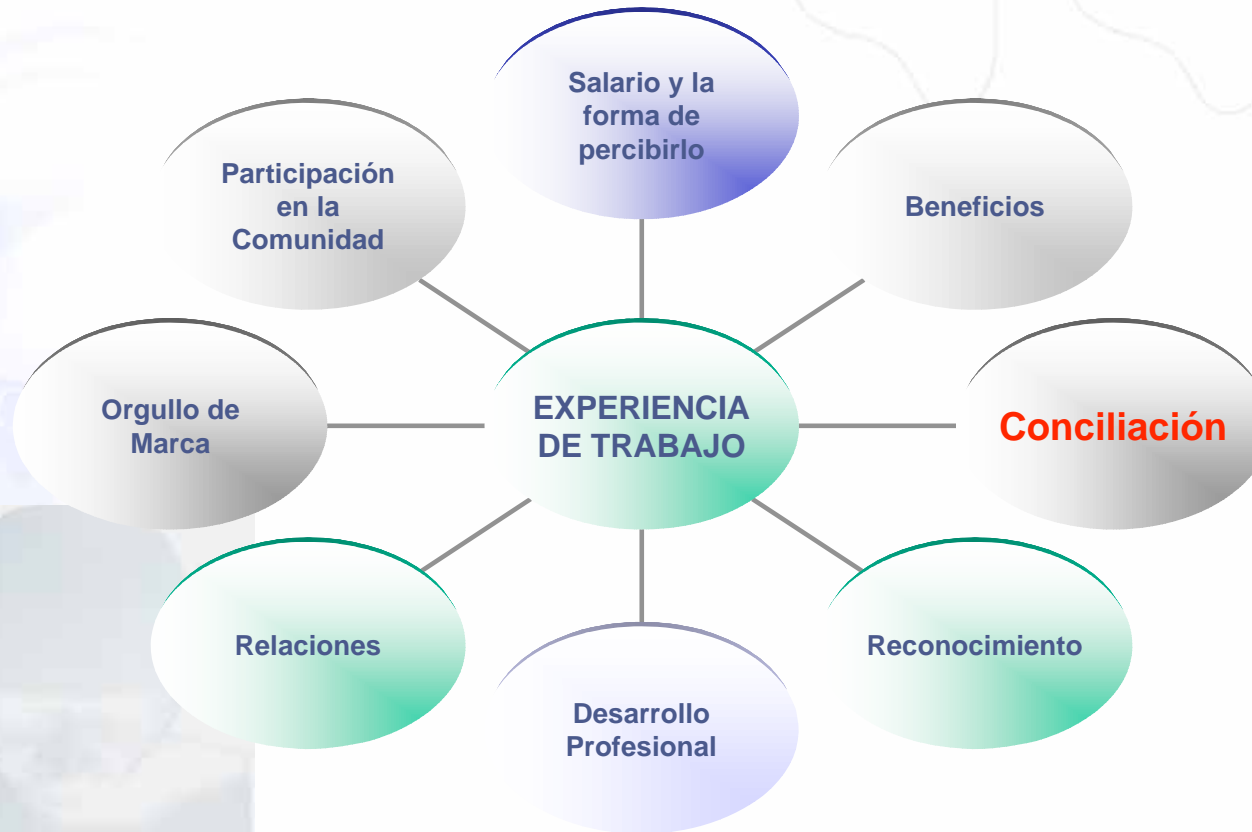 Salario y la
forma de
percibirlo
Participación
en la
Comunidad
Beneficios
Orgullo de
Marca
EXPERIENCIA
DE TRABAJO
Conciliación
Relaciones
Reconocimiento
Desarrollo
Profesional